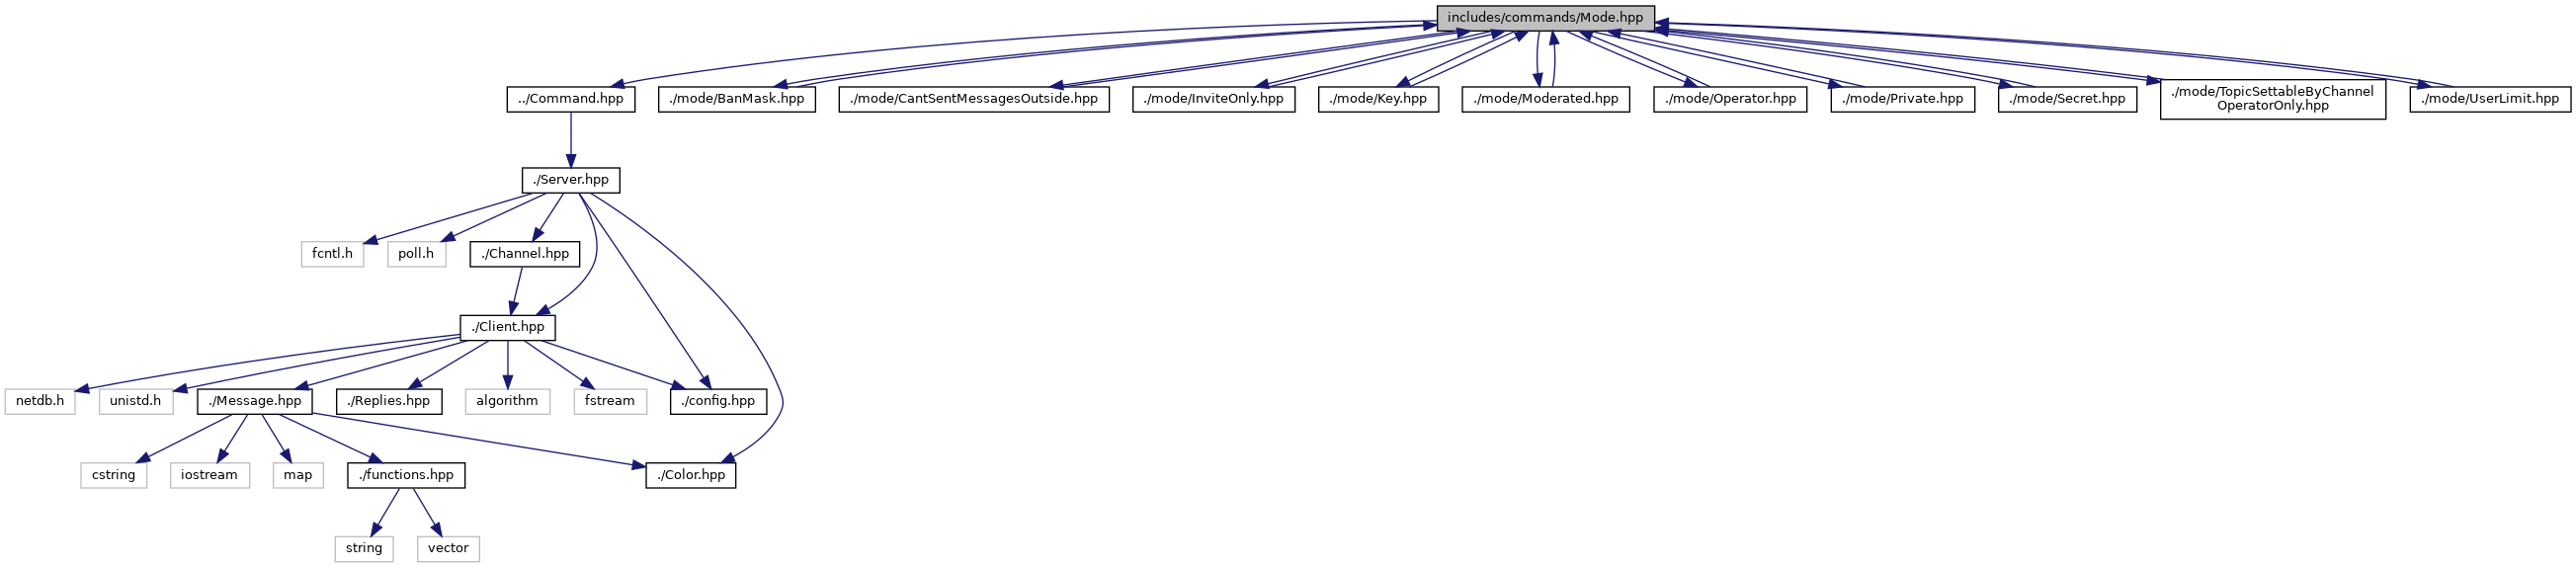 includes/commands/Mode.hpp
../Command.hpp
./mode/BanMask.hpp
./mode/CantSentMessagesOutside.hpp
./mode/InviteOnly.hpp
./mode/Key.hpp
./mode/Moderated.hpp
./mode/Operator.hpp
./mode/Private.hpp
./mode/Secret.hpp
./mode/TopicSettableByChannel
OperatorOnly.hpp
./mode/UserLimit.hpp
./Server.hpp
fcntl.h
poll.h
./Channel.hpp
./Client.hpp
netdb.h
unistd.h
./Message.hpp
./Replies.hpp
algorithm
fstream
./config.hpp
cstring
iostream
map
./functions.hpp
./Color.hpp
string
vector